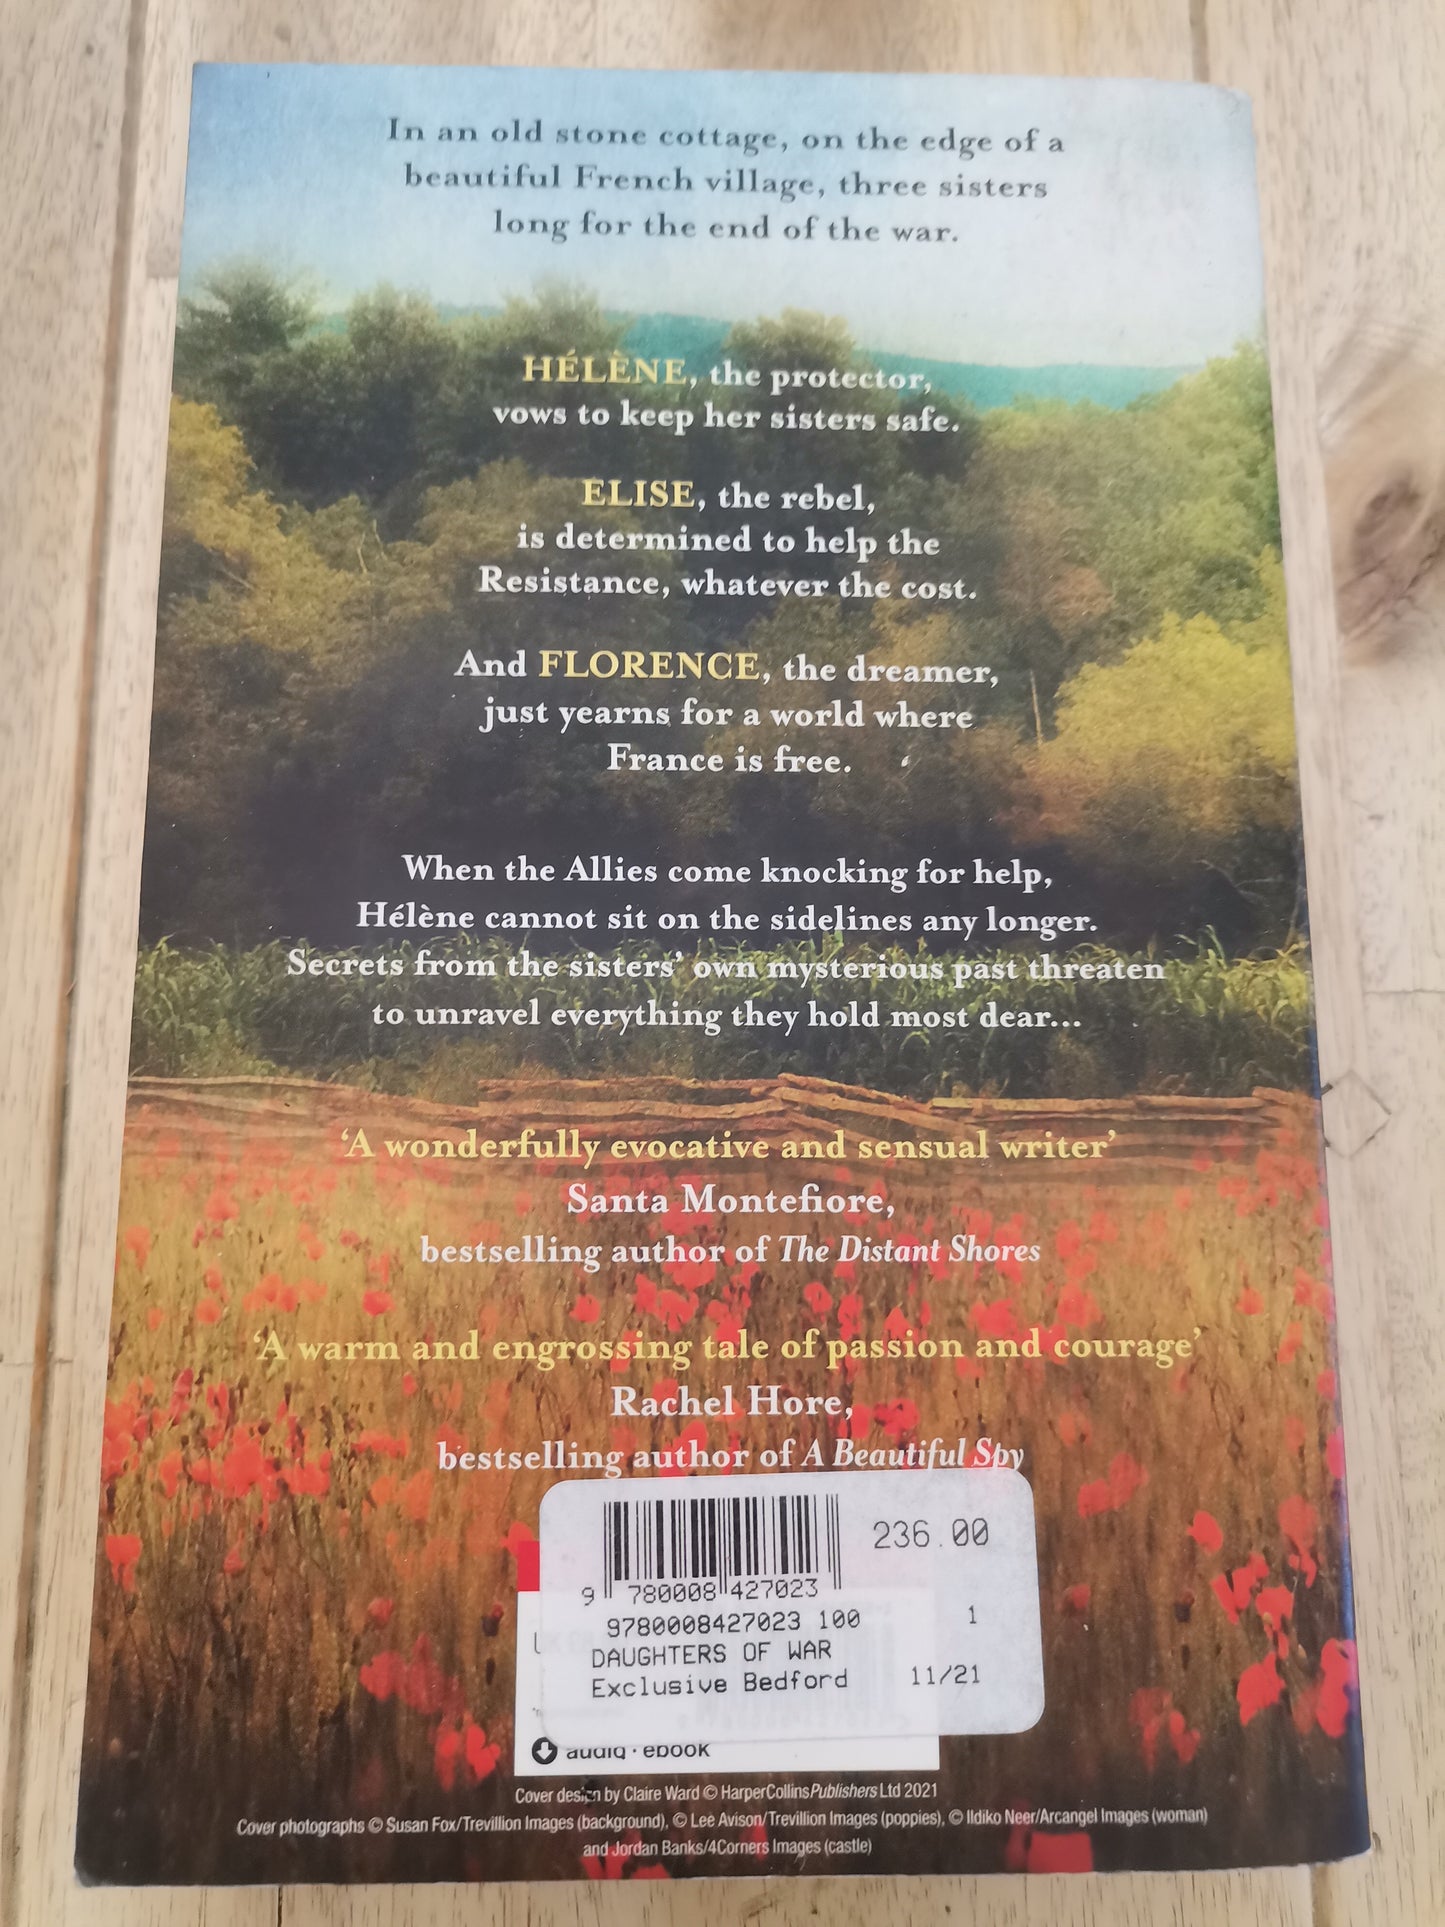 In an old stone cottage, on the edge of a
beautiful French village, three sisters
long for the end of the war.
HÉLÈNE, the protector,
vows to keep her sisters safe.
ELISE, the rebel,
is determined to help the
Resistance, whatever the cost.
And FLORENCE, the dreamer,
just yearns for a world where
France is free.
When the Allies come knocking for help,
Hélène cannot sit on the sidelines any longer.
Secrets from the sisters' own mysterious past threaten
to unravel everything they hold most dear...
'A wonderfully evocative and sensual writer'
Santa Montefiore,
bestselling author of The Distant Shores
'A warm and engrossing tale of passion and courage'
Rachel Hore,
bestselling author of A Beautiful Spy
236.00
9 780008 427023
9780008427023 100 1
DAUGHTERS OF WAR
Exclusive Bedford 11/21
audio · ebook
Cover design by Claire Ward © HarperCollinsPublishers Ltd 2021
Cover photographs © Susan Fox/Trevillion Images (background), © Lee Avison/Trevillion Images (poppies), © Ildiko Neer/Arcangel Images (woman)
and Jordan Banks/4Corners Images (castle)